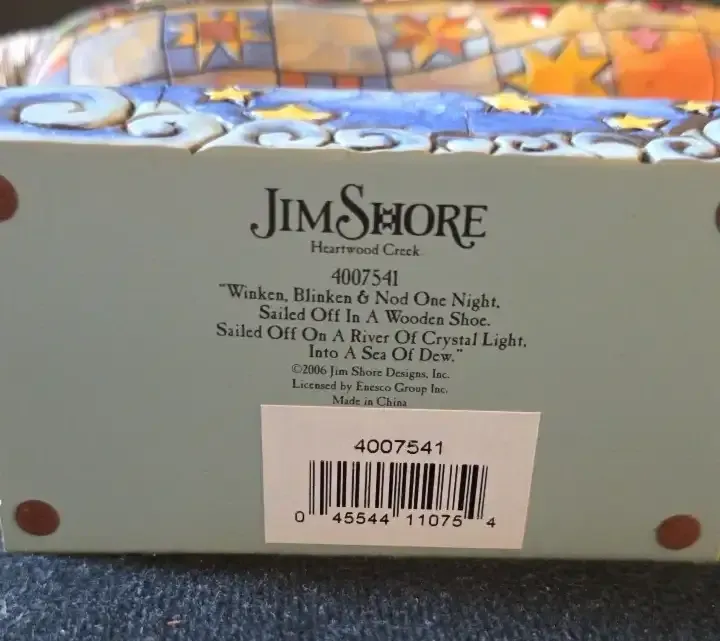 JIM SHORE
Heartwood Creek
4007541
"Winken, Blinken & Nod One Night,
Sailed Off In A Wooden Shoe.
Sailed Off On A River Of Crystal Light,
Into A Sea Of Dew."
©2006 Jim Shore Designs, Inc.
Licensed by Enesco Group Inc.
Made in China
4007541
0 45544 11075 4